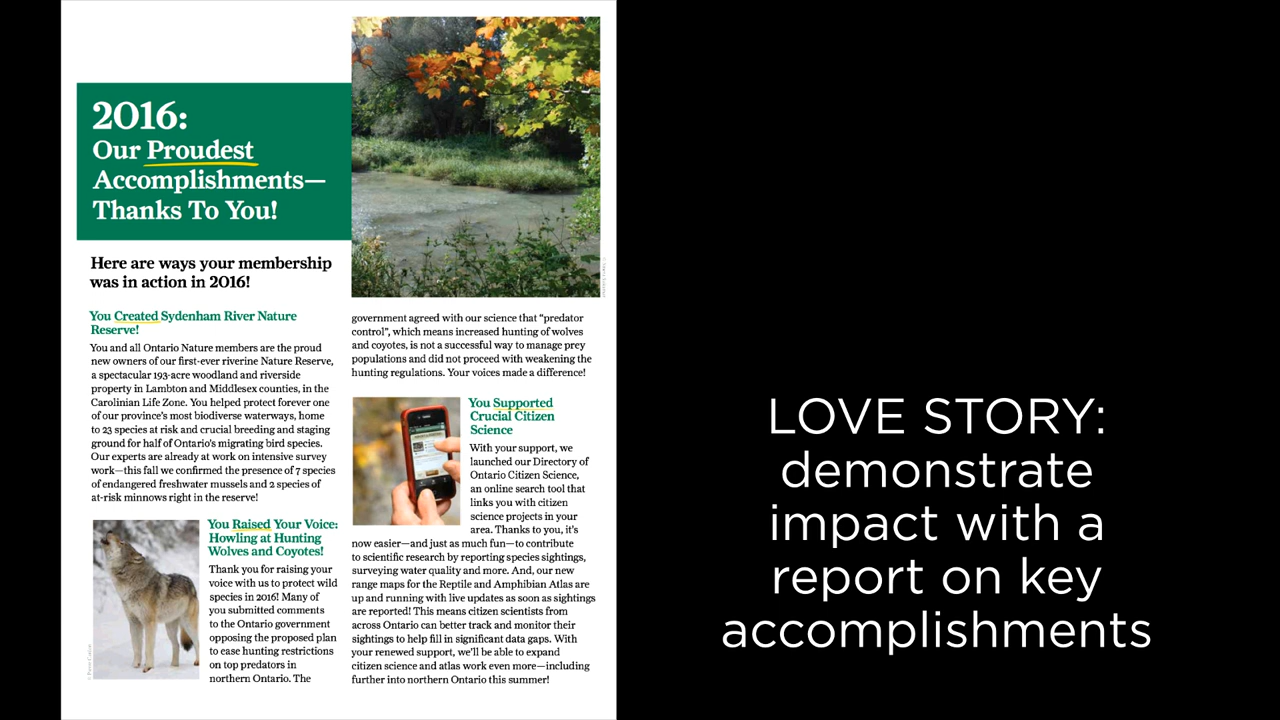 2016:
Our Proudest
Accomplishments—
Thanks To You!
Here are ways your membership
was in action in 2016!
You Created Sydenham River Nature
Reserve!
You and all Ontario Nature members are the proud
new owners of our first-ever riverine Nature Reserve,
a spectacular 193-acre woodland and riverside
property in Lambton and Middlesex counties, in the
Carolinian Life Zone. You helped protect forever one
of our province's most biodiverse waterways, home
to 23 species at risk and crucial breeding and staging
ground for half of Ontario's migrating bird species.
Our experts are already at work on intensive survey
work—this fall we confirmed the presence of 7 species
of endangered freshwater mussels and 2 species of
at-risk minnows right in the reserve!
You Raised Your Voice:
Howling at Hunting
Wolves and Coyotes!
Thank you for raising your
voice with us to protect wild
species in 2016! Many of
you submitted comments
to the Ontario government
opposing the proposed plan
to ease hunting restrictions
on top predators in
northern Ontario. The
government agreed with our science that “predator
control”, which means increased hunting of wolves
and coyotes, is not a successful way to manage prey
populations and did not proceed with weakening the
hunting regulations. Your voices made a difference!
You Supported
Crucial Citizen
Science
With your support, we
launched our Directory of
Ontario Citizen Science,
an online search tool that
links you with citizen
science projects in your
area. Thanks to you, it's
now easier—and just as much fun—to contribute
to scientific research by reporting species sightings,
surveying water quality and more. And, our new
range maps for the Reptile and Amphibian Atlas are
up and running with live updates as soon as sightings
are reported! This means citizen scientists from
across Ontario can better track and monitor their
sightings to help fill in significant data gaps. With
your renewed support, we'll be able to expand
citizen science and atlas work even more—including
further into northern Ontario this summer!
LOVE STORY:
demonstrate
impact with a
report on key
accomplishments